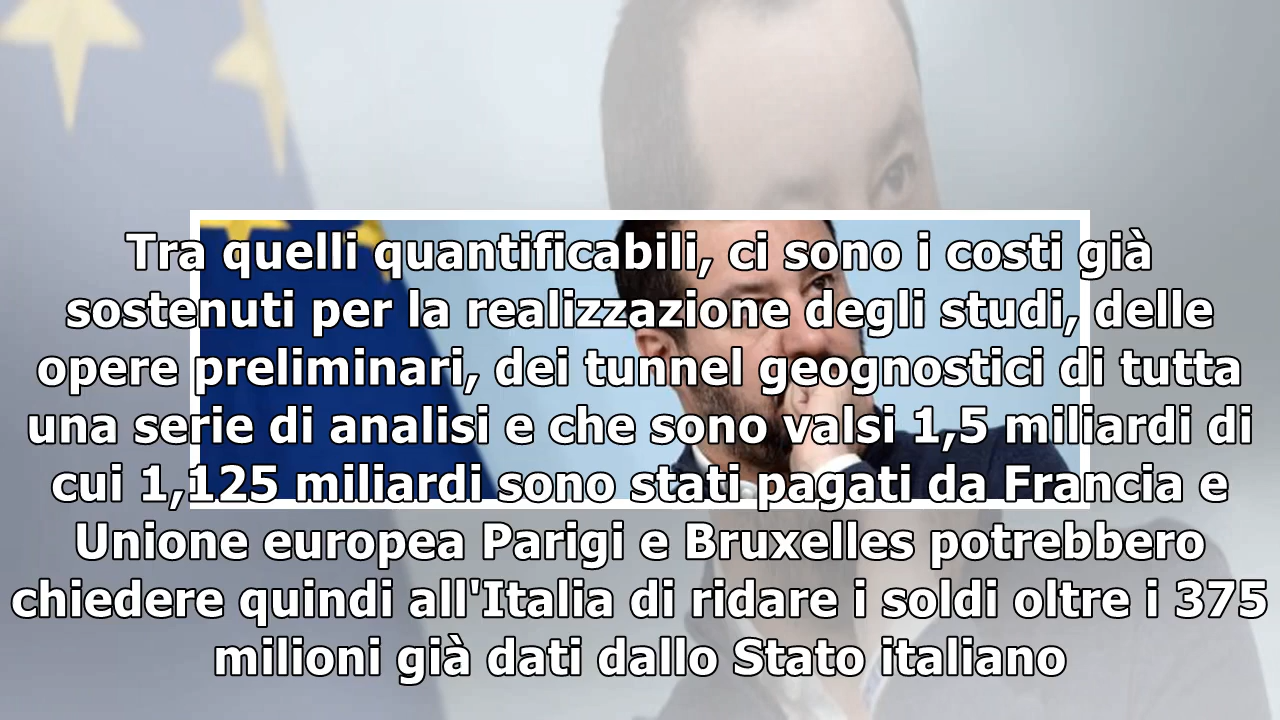 Tra quelli quantificabili, ci sono i costi già
sostenuti per la realizzazione degli studi, delle
opere preliminari, dei tunnel geognostici di tutta
una serie di analisi e che sono valsi 1,5 miliardi di
cui 1,125 miliardi sono stati pagati da Francia e
Unione europea Parigi e Bruxelles potrebbero
chiedere quindi all'Italia di ridare i soldi oltre i 375
milioni già dati dallo Stato italiano